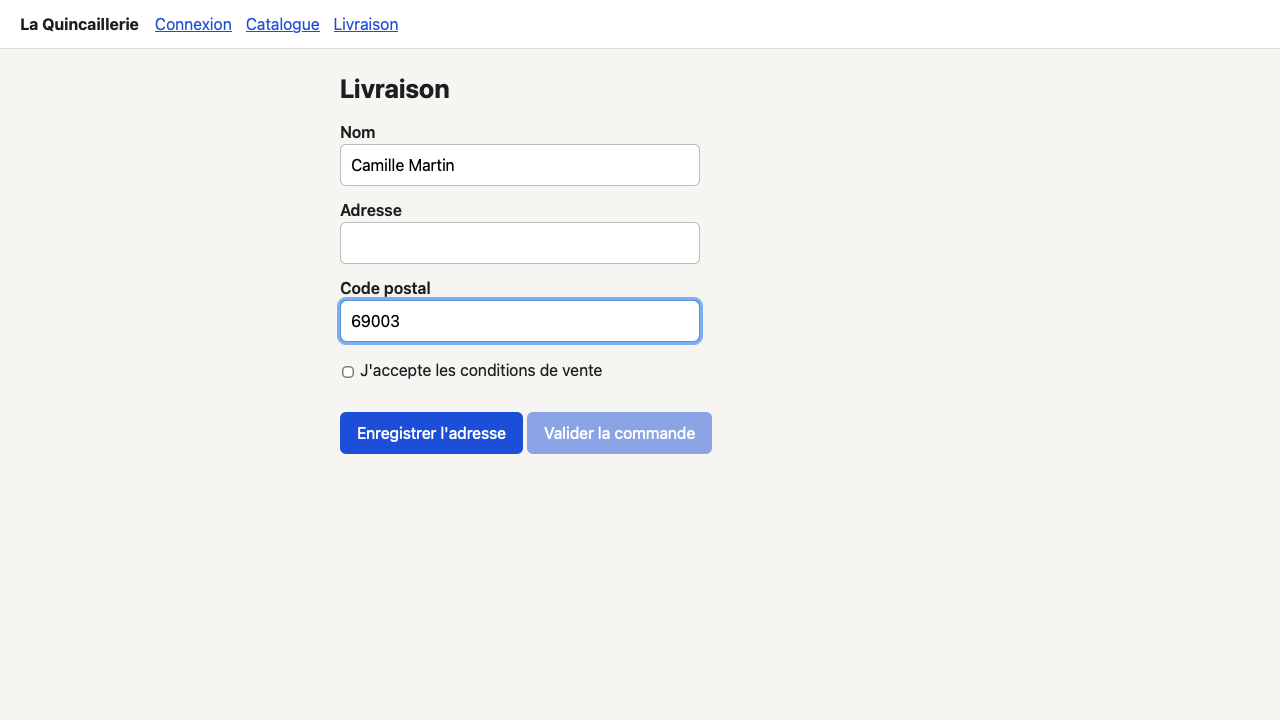 La Quincaillerie Connexion Catalogue Livraison
Livraison
Nom
Camille Martin
Adresse
Code postal
69003
J'accepte les conditions de vente
Enregistrer l'adresse Valider la commande